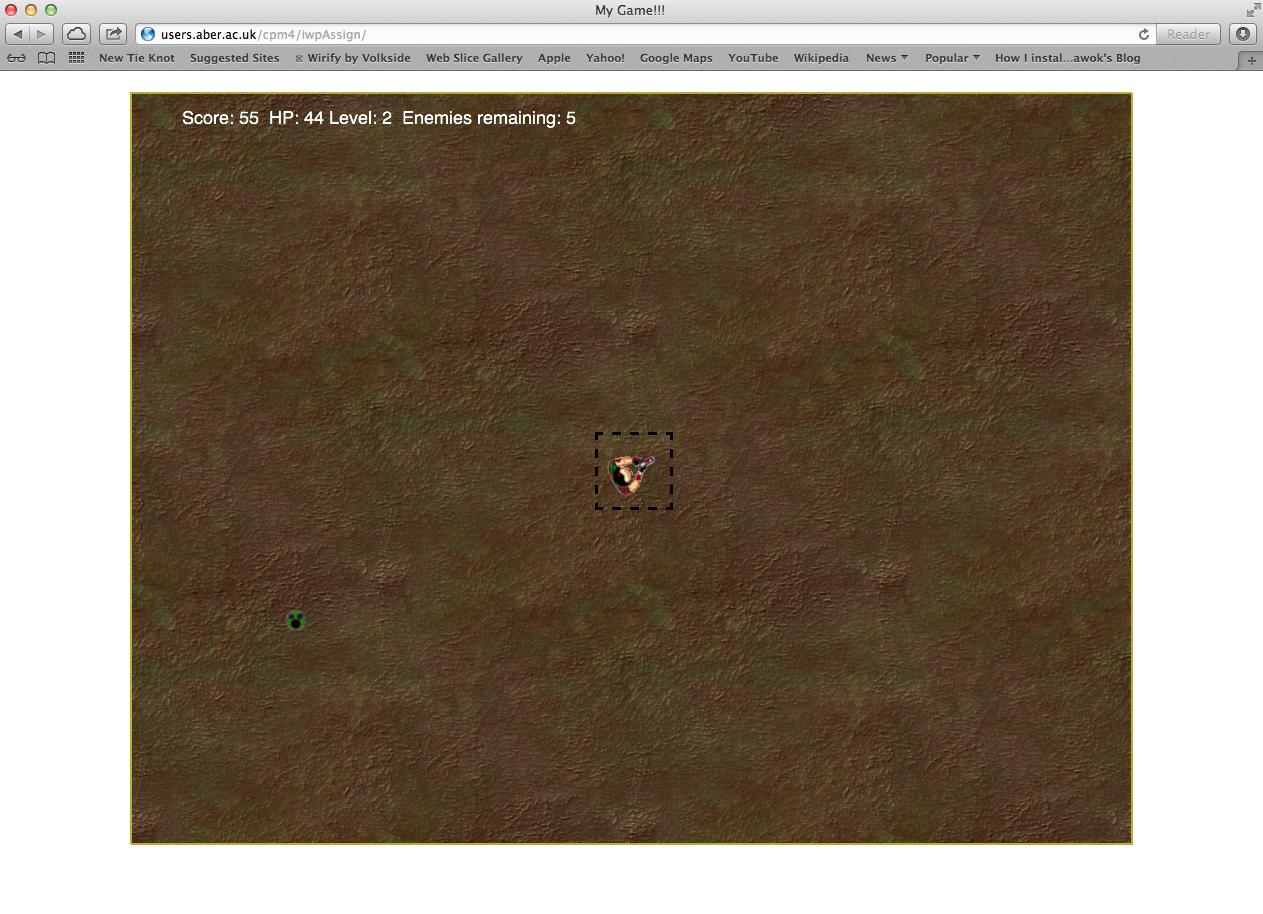 My Game!!!
users.aber.ac.uk/cpm4/iwpAssign/
Reader
New Tie Knot Suggested Sites Wirify by Volkside Web Slice Gallery Apple Yahoo! Google Maps YouTube Wikipedia News Popular How I instal...awok's Blog
Score: 55 HP: 44 Level: 2 Enemies remaining: 5